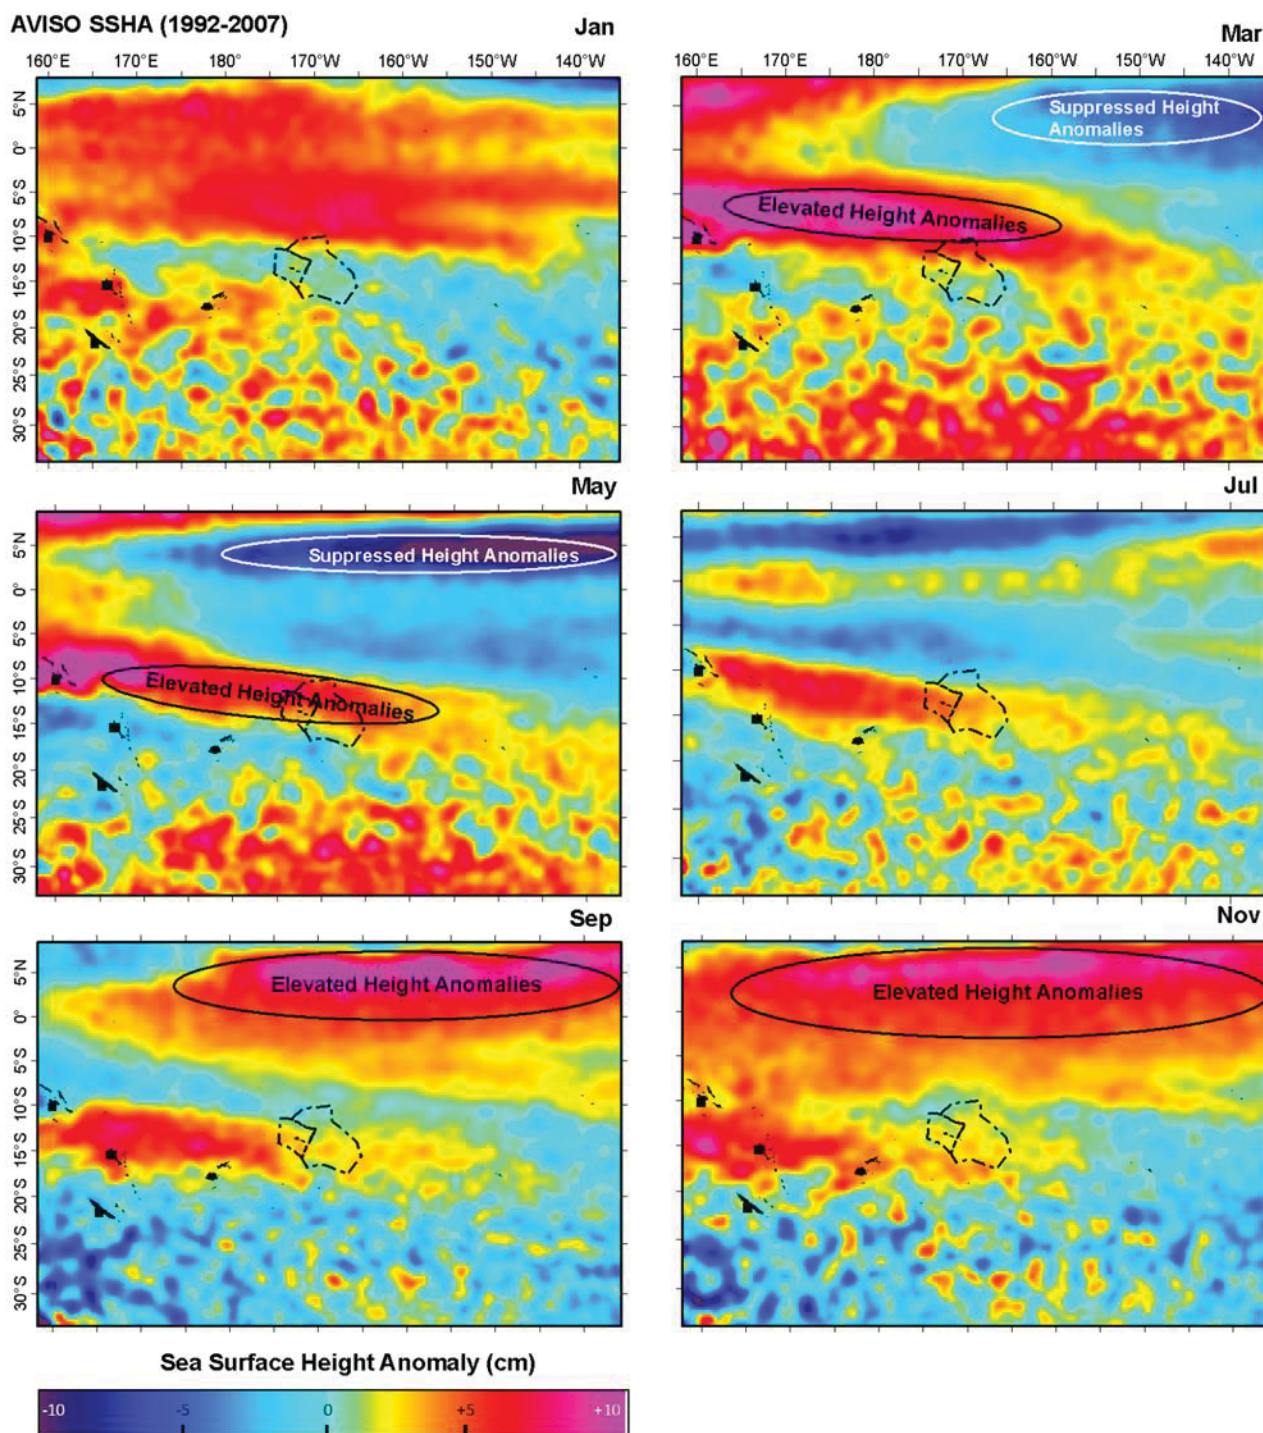 AVISO SSHA (1992-2007)
Jan
Mar
160°E 170°E 180° 170°W 160°W 150°W 140°W
160°E 170°E 180° 170°W 160°W 150°W 140°W
5°N
0°
5°S
10°S
15°S
20°S
25°S
30°S
Suppressed Height
Anomalies
Elevated Height Anomalies
May
Jul
5°N
0°
5°S
10°S
15°S
20°S
25°S
30°S
Suppressed Height Anomalies
Elevated Height Anomalies
Sep
Nov
5°N
0°
5°S
10°S
15°S
20°S
25°S
30°S
Elevated Height Anomalies
Elevated Height Anomalies
Sea Surface Height Anomaly (cm)
-10 -5 0 +5 +10